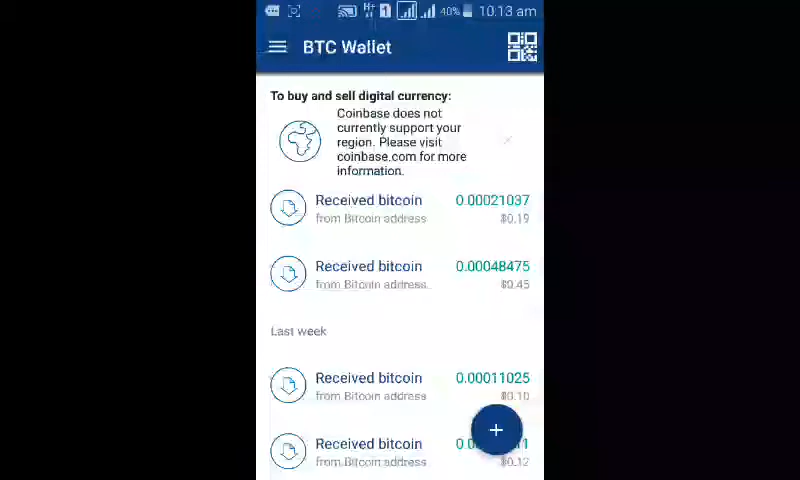 H+ 1 40% 10.13 am
BTC Wallet
To buy and sell digital currency:
Coinbase does not
currently support your
region. Please visit
coinbase.com for more
information.
Received bitcoin 0.00021037
from Bitcoin address $0.19
Received bitcoin 0.00048475
from Bitcoin address $0.45
Last week
Received bitcoin 0.00011025
from Bitcoin address $0.10
Received bitcoin
from Bitcoin address $0.12